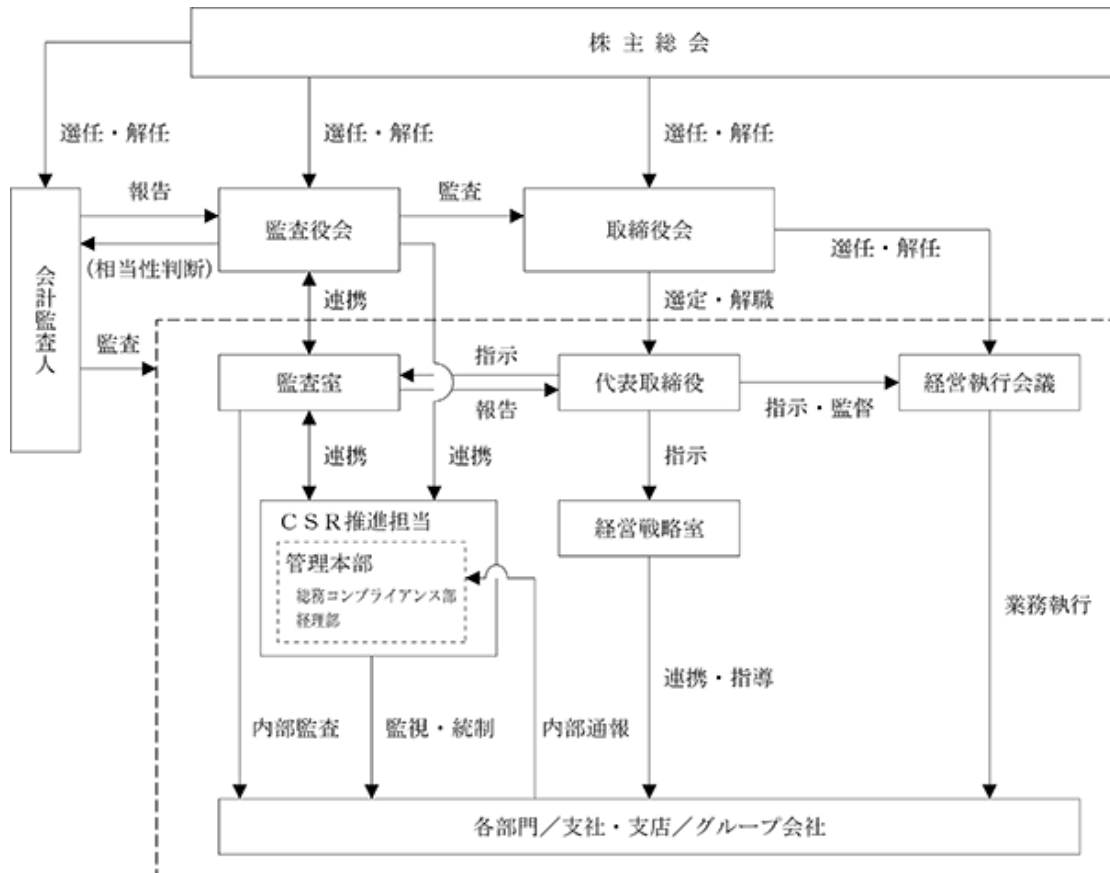 株主総会
選任・解任
選任・解任
選任・解任
報告
監査
監査役会
取締役会
選任・解任
(相当性判断)
会計監査人
連携
選定・解職
監査
指示
監査室
代表取締役
経営執行会議
報告
指示・監督
連携
連携
指示
CSR推進担当
経営戦略室
管理本部
総務コンプライアンス部
経理部
業務執行
連携・指導
内部監査
監視・統制
内部通報
各部門／支社・支店／グループ会社